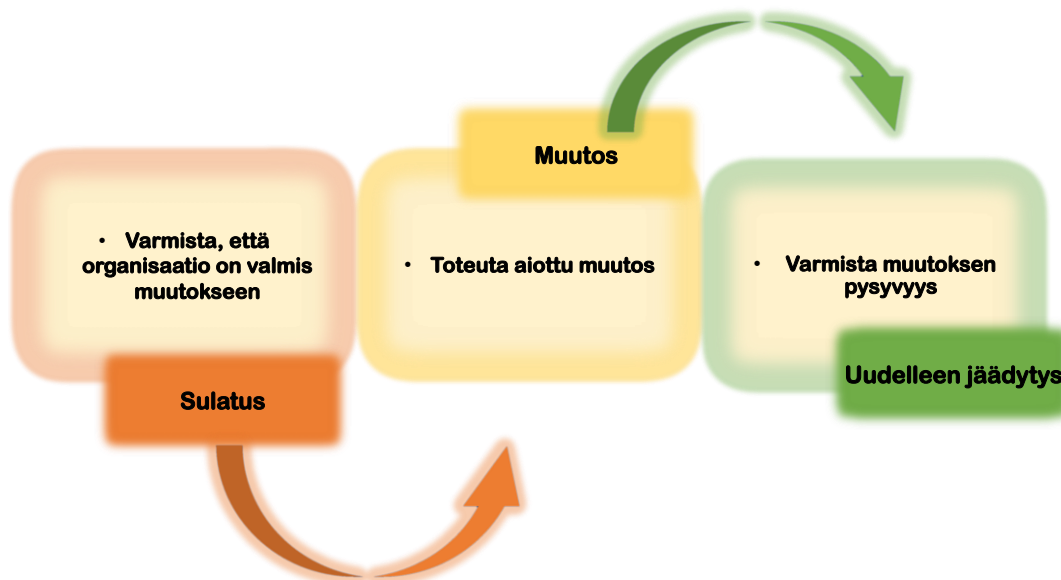 • Varmista, että
organisaatio on valmis
muutokseen
Sulatus
Muutos
• Toteuta aiottu muutos
• Varmista muutoksen
pysyvyys
Uudelleen jäädytys